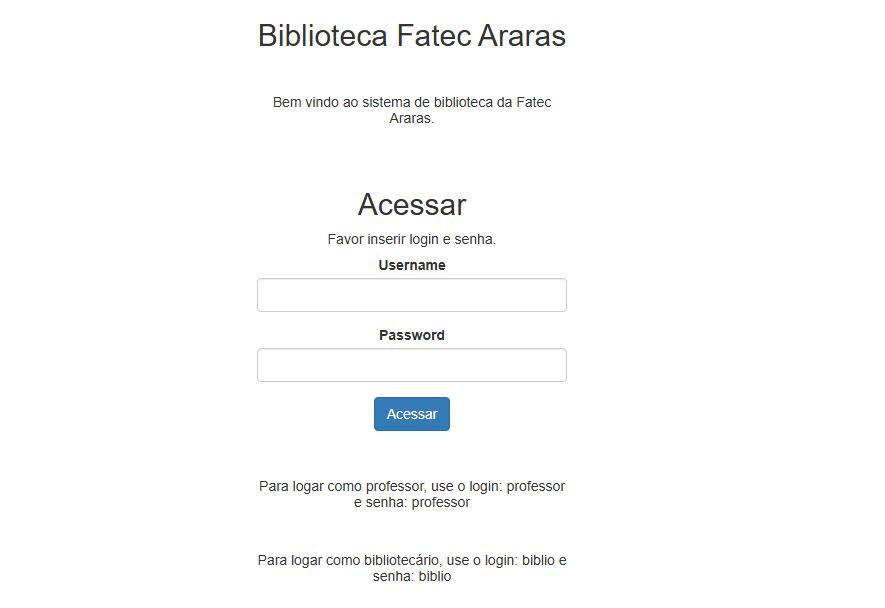 Biblioteca Fatec Araras
Bem vindo ao sistema de biblioteca da Fatec
Araras.
Acessar
Favor inserir login e senha.
Username
Password
Acessar
Para logar como professor, use o login: professor
e senha: professor
Para logar como bibliotecário, use o login: biblio e
senha: biblio